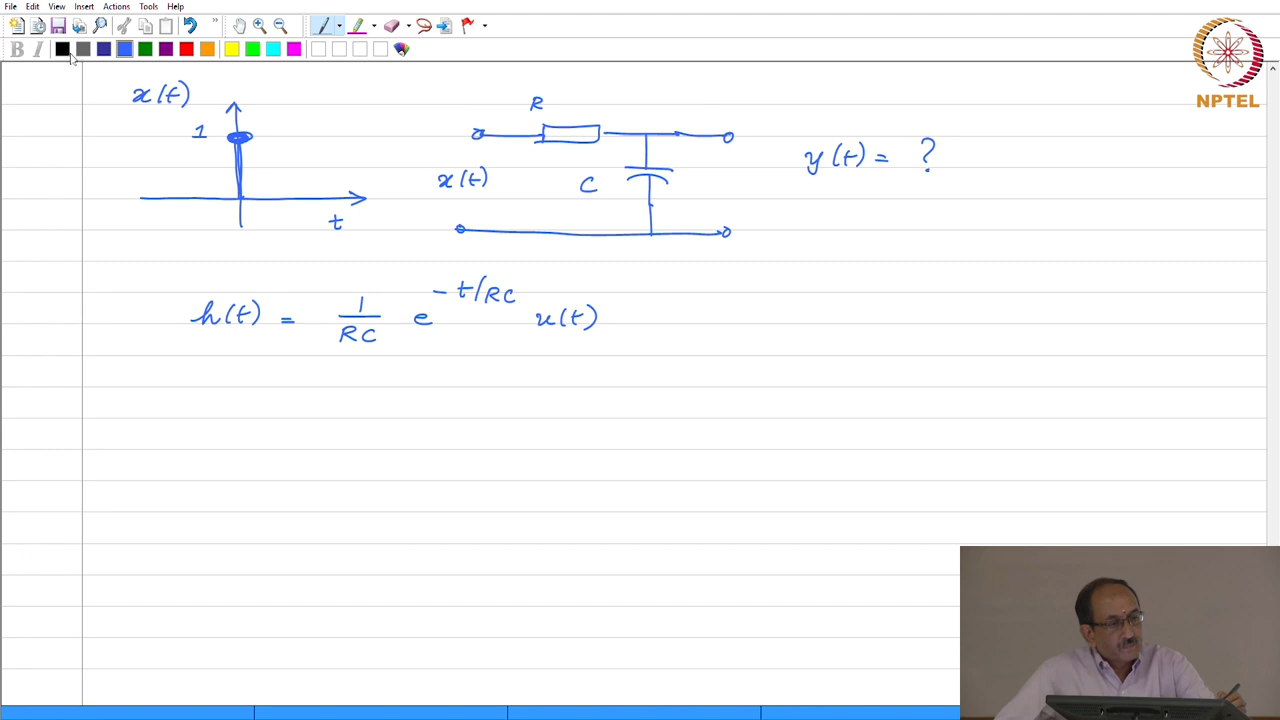 File Edit View Insert Actions Tools Help
B I
NPTEL
x(t)
1
t
R
x(t)
C
y(t) = ?
h(t) = 1/RC e^{-t/RC} u(t)